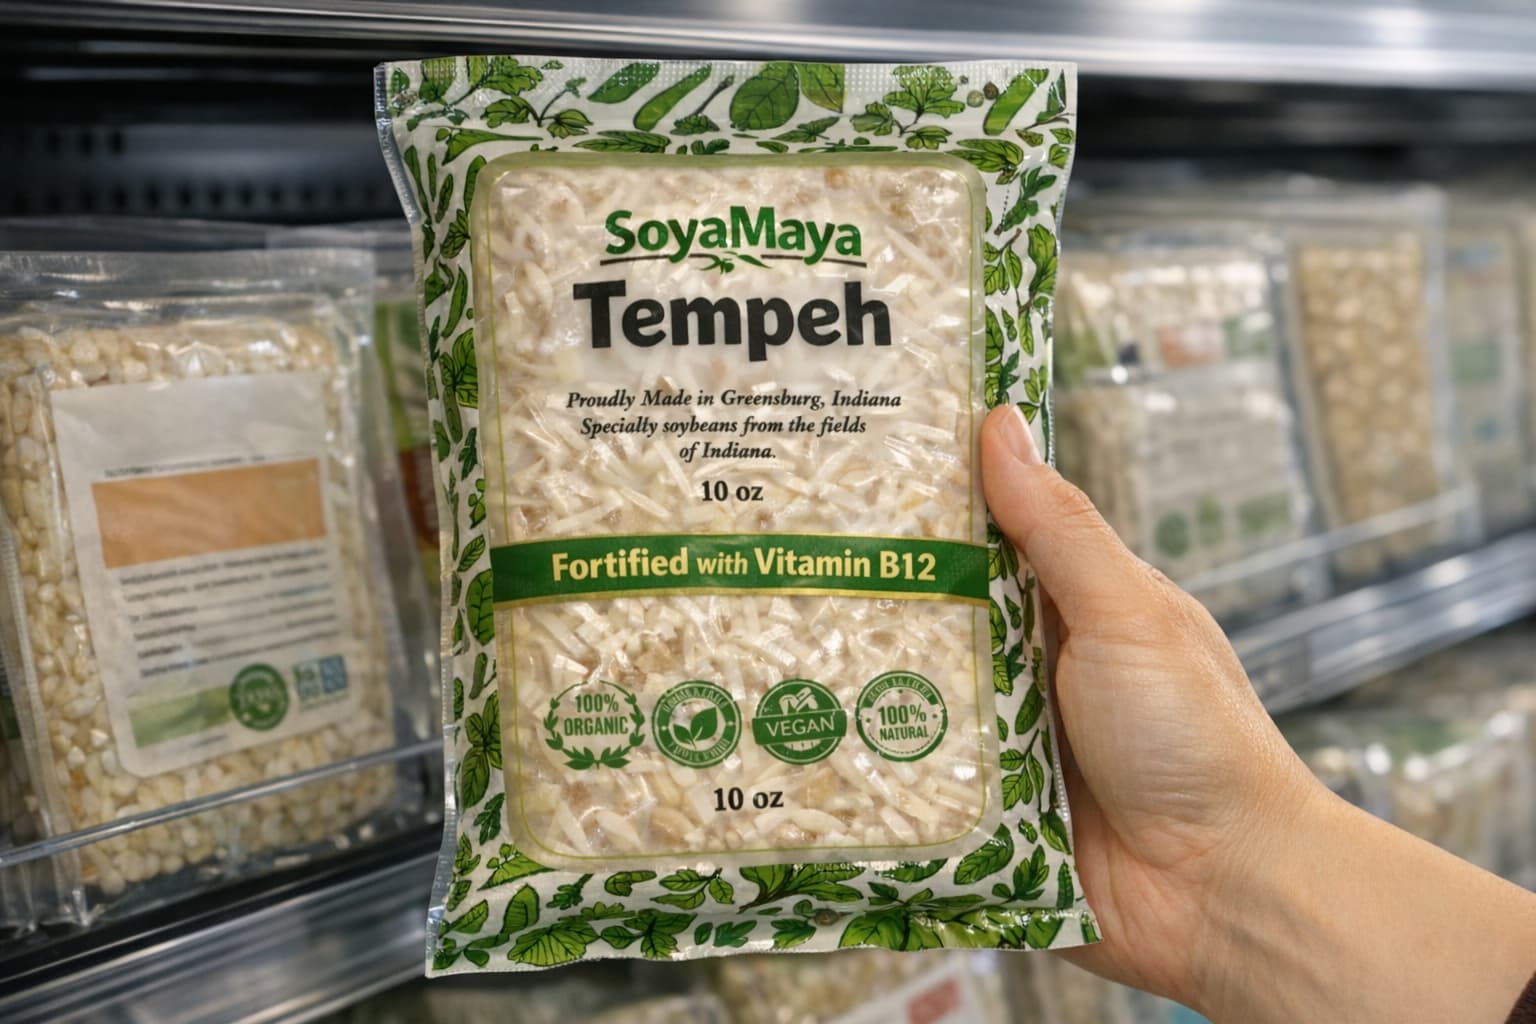 SoyaMaya
Tempeh
Proudly Made in Greensburg, Indiana
Specially soybeans from the fields
of Indiana.
10 oz
Fortified with Vitamin B12
100%
ORGANIC
VEGAN
100%
NATURAL
10 oz